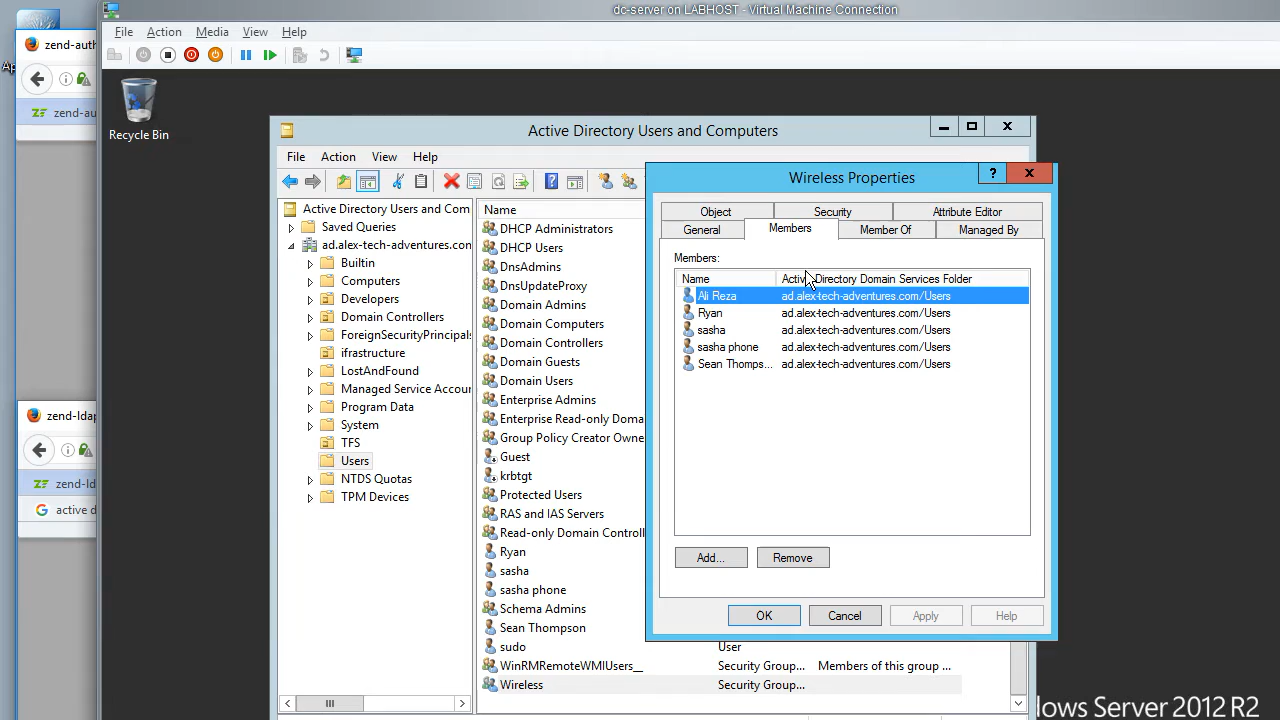 dc-server on LABHOST - Virtual Machine Connection
File Action Media View Help
zend-auth
zend-au
Recycle Bin
Active Directory Users and Computers
File Action View Help
Active Directory Users and Com
Saved Queries
ad.alex-tech-adventures.con
Builtin
Computers
Developers
Domain Controllers
ForeignSecurityPrincipals
ifrastructure
LostAndFound
Managed Service Accour
Program Data
System
TFS
Users
NTDS Quotas
TPM Devices
Name
DHCP Administrators
DHCP Users
DnsAdmins
DnsUpdateProxy
Domain Admins
Domain Computers
Domain Controllers
Domain Guests
Domain Users
Enterprise Admins
Enterprise Read-only Doma
Group Policy Creator Owne
Guest
krbtgt
Protected Users
RAS and IAS Servers
Read-only Domain Controll
Ryan
sasha
sasha phone
Schema Admins
Sean Thompson
sudo User
WinRMRemoteWMIUsers__ Security Group... Members of this group ...
Wireless Security Group...
Wireless Properties
?
Object Security Attribute Editor
General Members Member Of Managed By
Members:
Name Active Directory Domain Services Folder
Ali Reza ad.alex-tech-adventures.com/Users
Ryan ad.alex-tech-adventures.com/Users
sasha ad.alex-tech-adventures.com/Users
sasha phone ad.alex-tech-adventures.com/Users
Sean Thomps... ad.alex-tech-adventures.com/Users
Add... Remove
OK Cancel Apply Help
zend-ldap
zend-ld
active d
dows Server 2012 R2